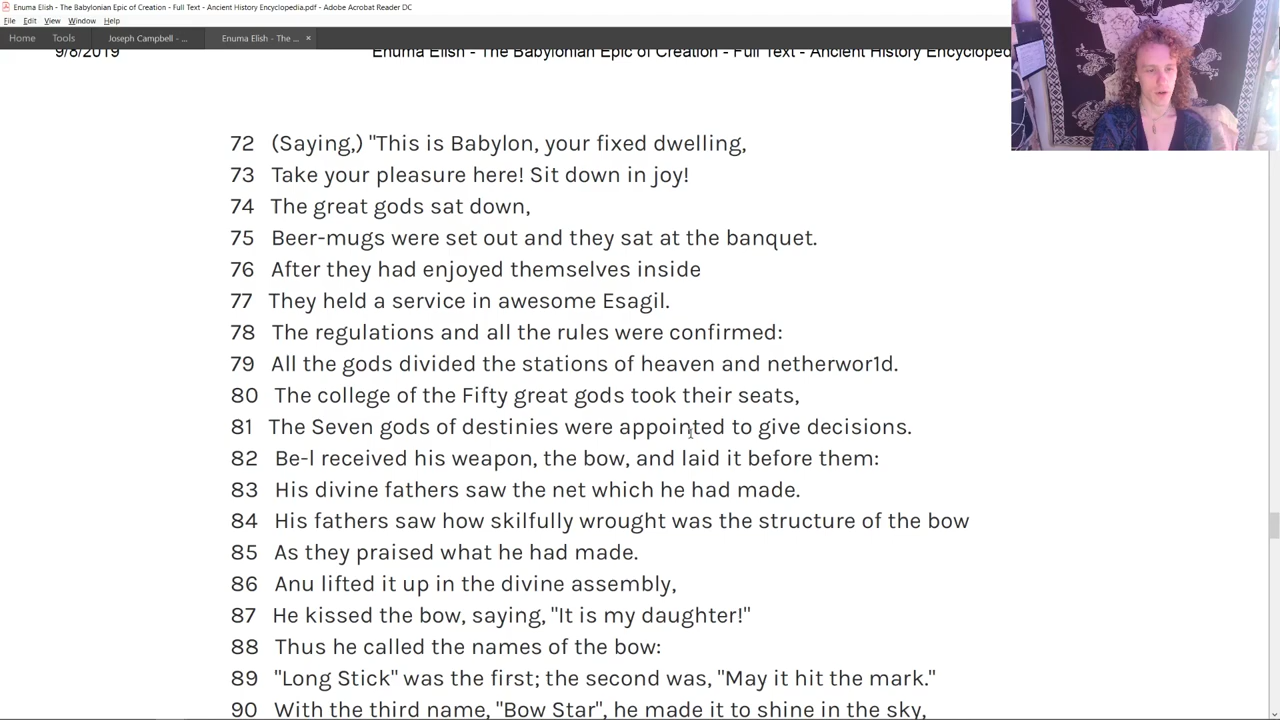 Enuma Elish - The Babylonian Epic of Creation - Full Text - Ancient History Encyclopedia.pdf - Adobe Acrobat Reader DC
File Edit View Window Help
Home Tools Joseph Campbell - ... Enuma Elish - The ... ×
9/8/2019 Enuma Elish - The Babylonian Epic of Creation - Full Text - Ancient History Encycloped
72 (Saying,) "This is Babylon, your fixed dwelling,
73 Take your pleasure here! Sit down in joy!
74 The great gods sat down,
75 Beer-mugs were set out and they sat at the banquet.
76 After they had enjoyed themselves inside
77 They held a service in awesome Esagil.
78 The regulations and all the rules were confirmed:
79 All the gods divided the stations of heaven and netherwor1d.
80 The college of the Fifty great gods took their seats,
81 The Seven gods of destinies were appointed to give decisions.
82 Be-l received his weapon, the bow, and laid it before them:
83 His divine fathers saw the net which he had made.
84 His fathers saw how skilfully wrought was the structure of the bow
85 As they praised what he had made.
86 Anu lifted it up in the divine assembly,
87 He kissed the bow, saying, "It is my daughter!"
88 Thus he called the names of the bow:
89 "Long Stick" was the first; the second was, "May it hit the mark."
90 With the third name, "Bow Star", he made it to shine in the sky,